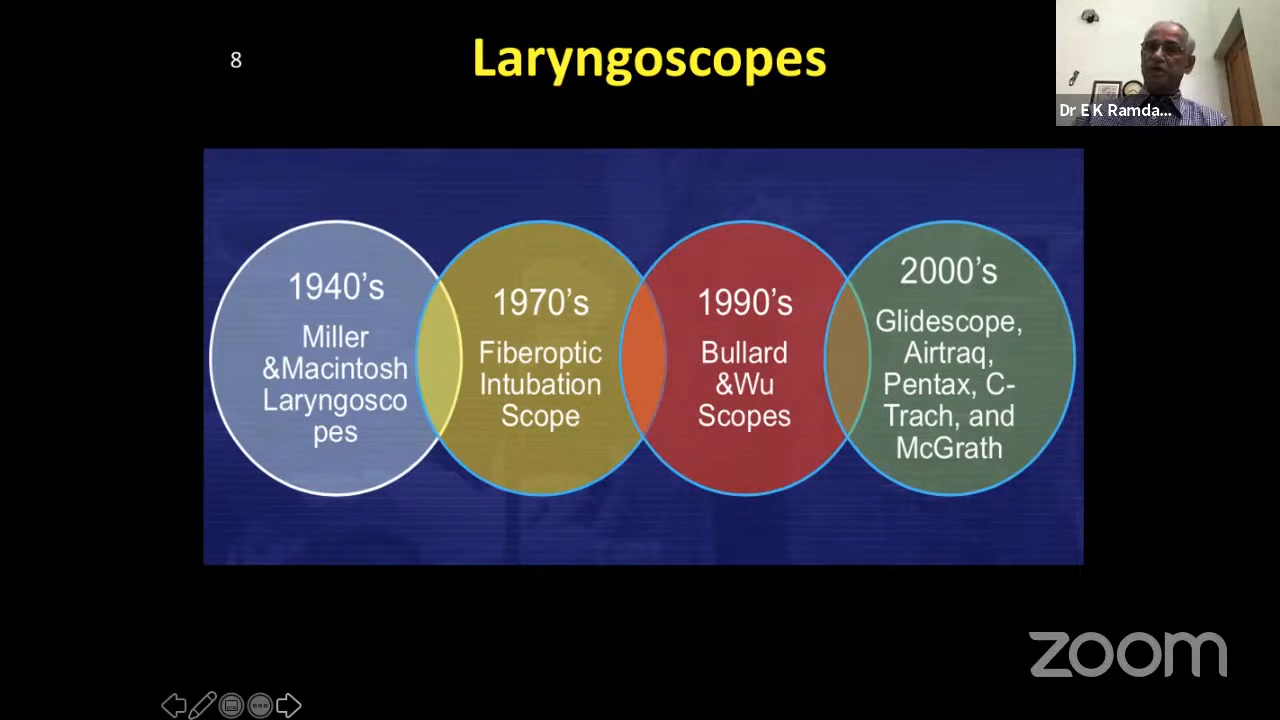 8
Laryngoscopes
Dr E K Ramda...
1940's
Miller
&Macintosh
Laryngosco
pes
1970's
Fiberoptic
Intubation
Scope
1990's
Bullard
&Wu
Scopes
2000's
Glidescope,
Airtraq,
Pentax, C-
Trach, and
McGrath
zoom